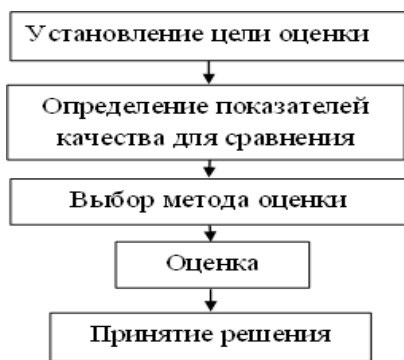 Установление цели оценки
Определение показателей
качества для сравнения
Выбор метода оценки
Оценка
Принятие решения